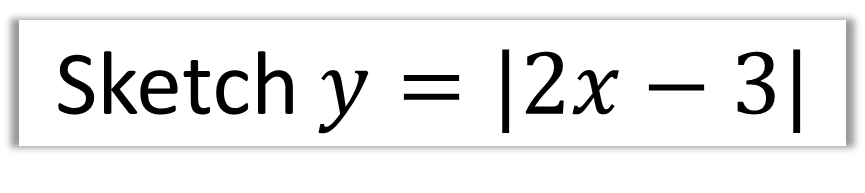 Sketch 𝑦 = |2𝑥 − 3|